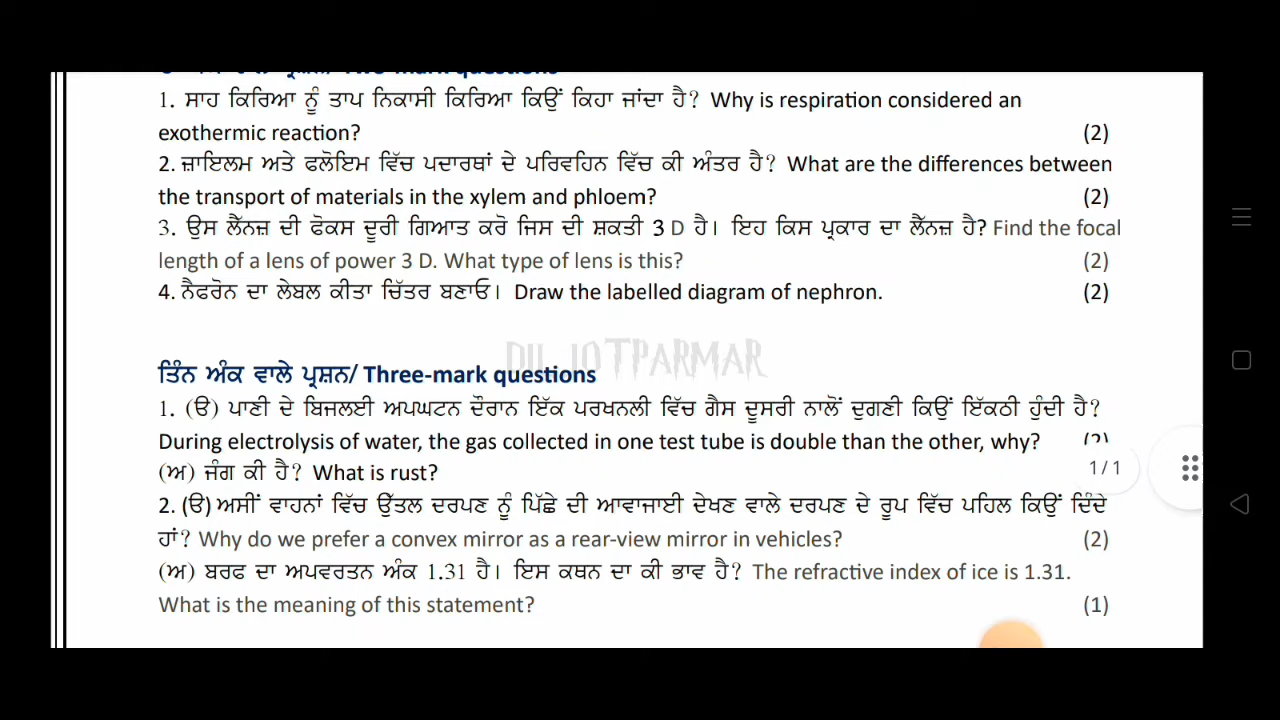 1. ਸਾਹ ਕਿਰਿਆ ਨੂੰ ਤਾਪ ਨਿਕਾਸੀ ਕਿਰਿਆ ਕਿਉਂ ਕਿਹਾ ਜਾਂਦਾ ਹੈ? Why is respiration considered an
exothermic reaction? (2)
2. ਜ਼ਾਇਲਮ ਅਤੇ ਫਲੋਇਮ ਵਿੱਚ ਪਦਾਰਥਾਂ ਦੇ ਪਰਿਵਹਿਨ ਵਿੱਚ ਕੀ ਅੰਤਰ ਹੈ? What are the differences between
the transport of materials in the xylem and phloem? (2)
3. ਉਸ ਲੈੱਨਜ਼ ਦੀ ਫੋਕਸ ਦੂਰੀ ਗਿਆਤ ਕਰੋ ਜਿਸ ਦੀ ਸ਼ਕਤੀ 3 D ਹੈ। ਇਹ ਕਿਸ ਪ੍ਰਕਾਰ ਦਾ ਲੈੱਨਜ਼ ਹੈ? Find the focal
length of a lens of power 3 D. What type of lens is this? (2)
4. ਨੈਫਰੋਨ ਦਾ ਲੇਬਲ ਕੀਤਾ ਚਿੱਤਰ ਬਣਾਓ। Draw the labelled diagram of nephron. (2)
ਤਿੰਨ ਅੰਕ ਵਾਲੇ ਪ੍ਰਸ਼ਨ/ Three-mark questions
1. (ੳ) ਪਾਣੀ ਦੇ ਬਿਜਲਈ ਅਪਘਟਨ ਦੌਰਾਨ ਇੱਕ ਪਰਖਨਲੀ ਵਿੱਚ ਗੈਸ ਦੂਸਰੀ ਨਾਲੋਂ ਦੁਗਣੀ ਕਿਉਂ ਇੱਕਠੀ ਹੁੰਦੀ ਹੈ?
During electrolysis of water, the gas collected in one test tube is double than the other, why?
(ਅ) ਜੰਗ ਕੀ ਹੈ? What is rust? 1/1
2. (ੳ) ਅਸੀਂ ਵਾਹਨਾਂ ਵਿੱਚ ਉੱਤਲ ਦਰਪਣ ਨੂੰ ਪਿੱਛੇ ਦੀ ਆਵਾਜਾਈ ਦੇਖਣ ਵਾਲੇ ਦਰਪਣ ਦੇ ਰੂਪ ਵਿੱਚ ਪਹਿਲ ਕਿਉਂ ਦਿੰਦੇ
ਹਾਂ? Why do we prefer a convex mirror as a rear-view mirror in vehicles? (2)
(ਅ) ਬਰਫ ਦਾ ਅਪਵਰਤਨ ਅੰਕ 1.31 ਹੈ। ਇਸ ਕਥਨ ਦਾ ਕੀ ਭਾਵ ਹੈ? The refractive index of ice is 1.31.
What is the meaning of this statement? (1)